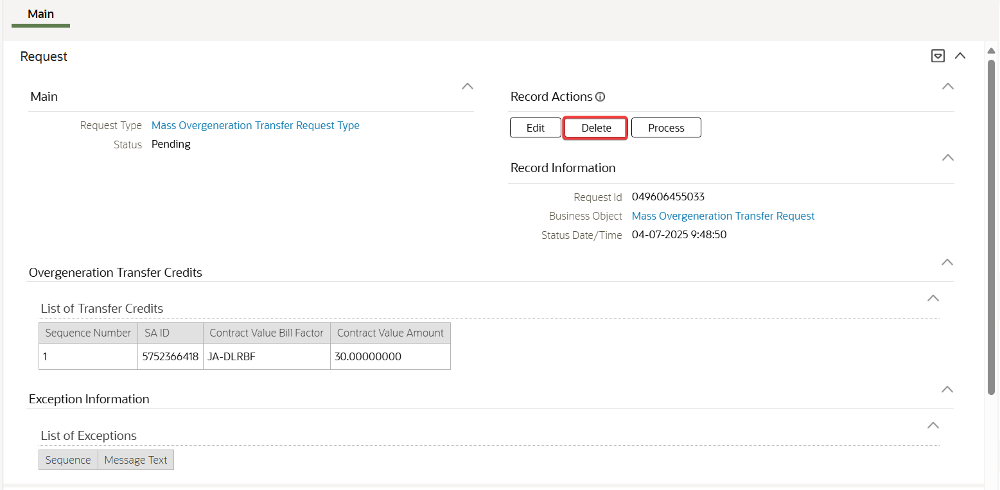 Main
Request
Main
Request Type Mass Overgeneration Transfer Request Type
Status Pending
Record Actions
Edit Delete Process
Record Information
Request Id 049606455033
Business Object Mass Overgeneration Transfer Request
Status Date/Time 04-07-2025 9:48:50
Overgeneration Transfer Credits
List of Transfer Credits
Sequence Number SA ID Contract Value Bill Factor Contract Value Amount
1 5752366418 JA-DLRBF 30.00000000
Exception Information
List of Exceptions
Sequence Message Text